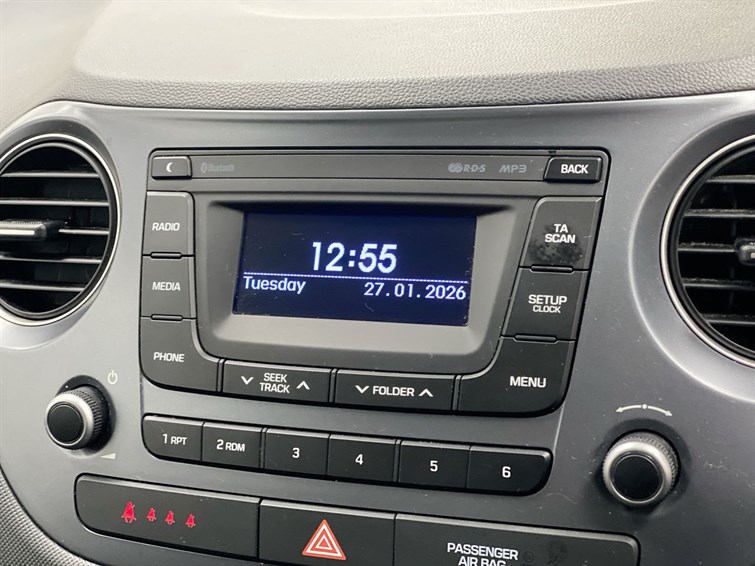 Bluetooth
R·D·S MP3
BACK
RADIO
12:55
TA
SCAN
Tuesday 27.01.2026
MEDIA
SETUP
CLOCK
PHONE
SEEK
TRACK
FOLDER
MENU
1 RPT
2 RDM
3
4
5
6
PASSENGER
AIR BAG